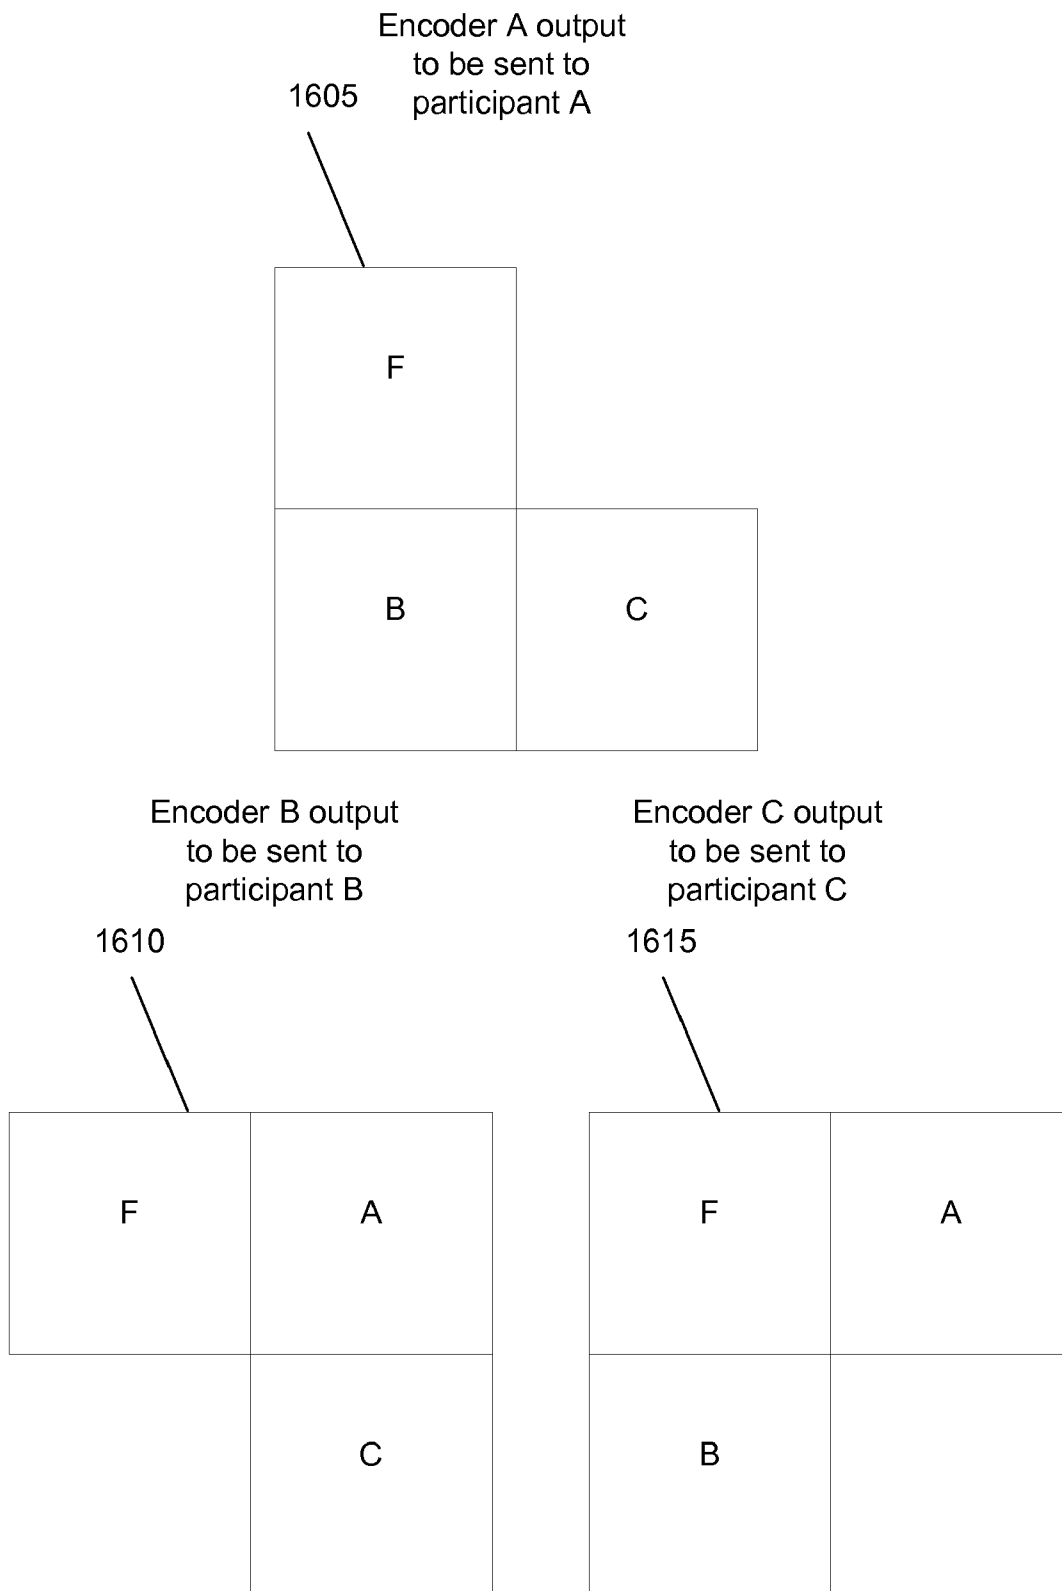 Encoder A output
to be sent to
participant A
1605
F
B C
Encoder B output
to be sent to
participant B
1610
F A
C
Encoder C output
to be sent to
participant C
1615
F A
B